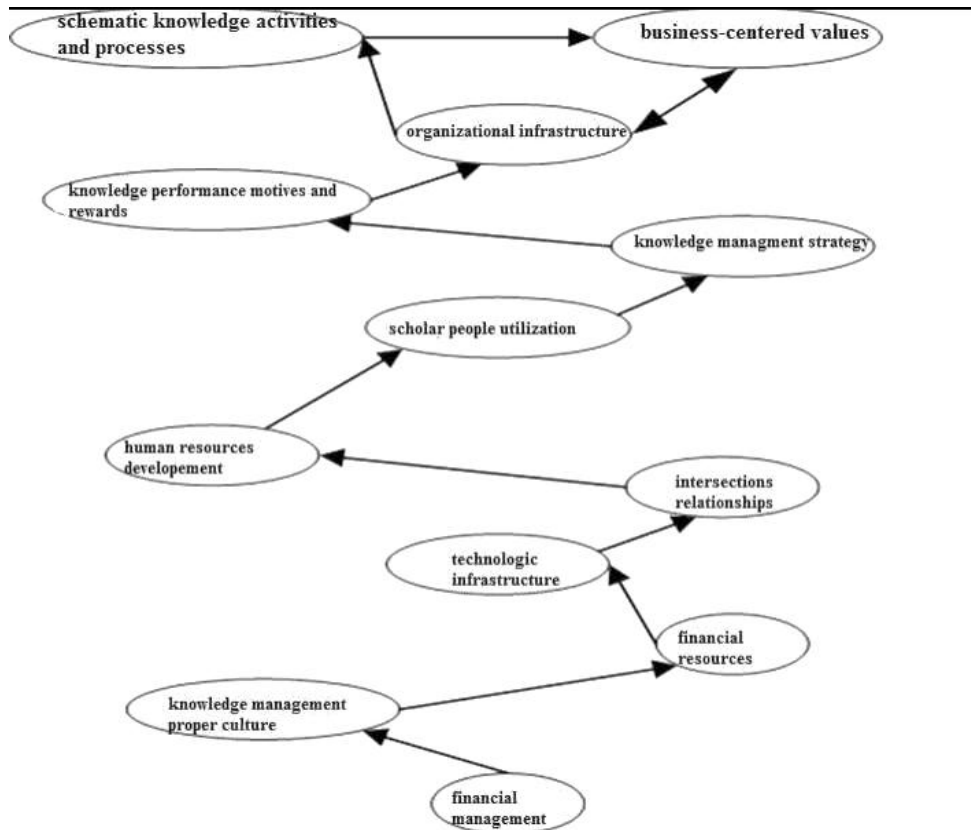 schematic knowledge activities
and processes
business-centered values
organizational infrastructure
knowledge performance motives and
rewards
knowledge managment strategy
scholar people utilization
human resources
developement
intersections
relationships
technologic
infrastructure
financial
resources
knowledge management
proper culture
financial
management